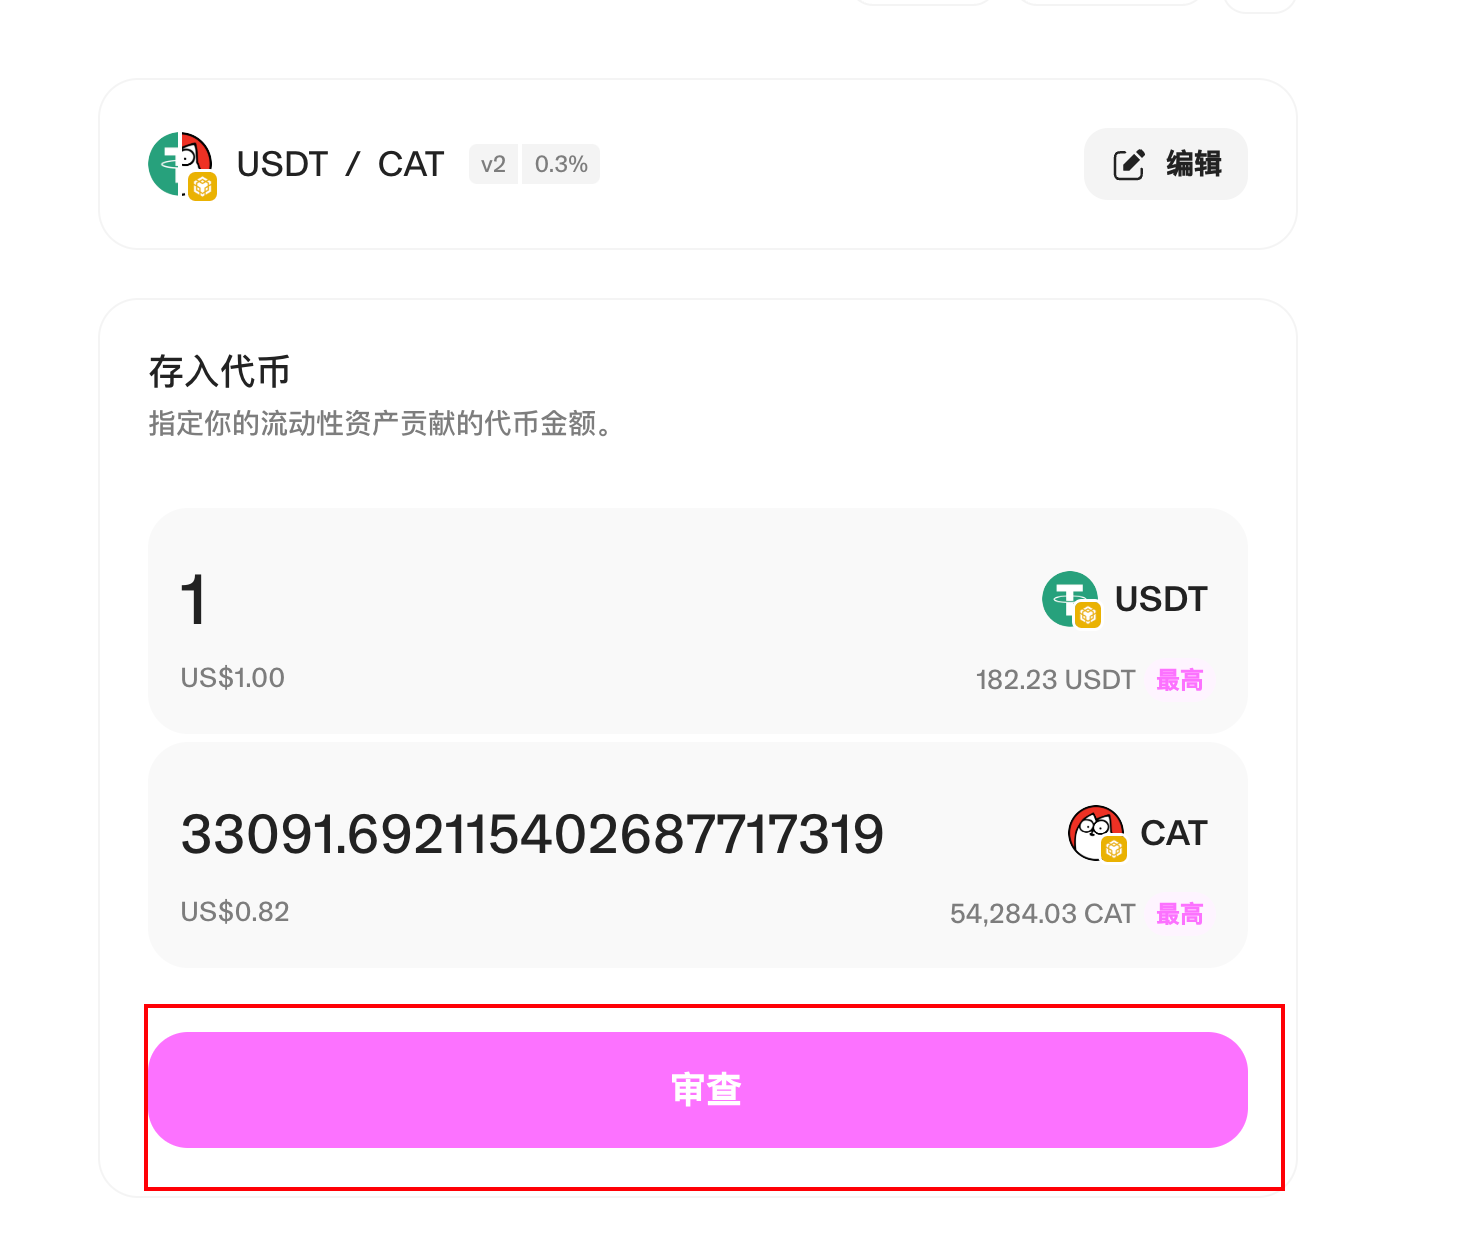 USDT / CAT v2 0.3% 编辑
存入代币
指定你的流动性资产贡献的代币金额。
1 USDT
US$1.00 182.23 USDT 最高
33091.6921154026877​17319 CAT
US$0.82 54,284.03 CAT 最高
审查